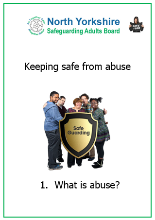 North Yorkshire
Safeguarding Adults Board
Keeping safe from abuse
Safe
Guarding
1. What is abuse?